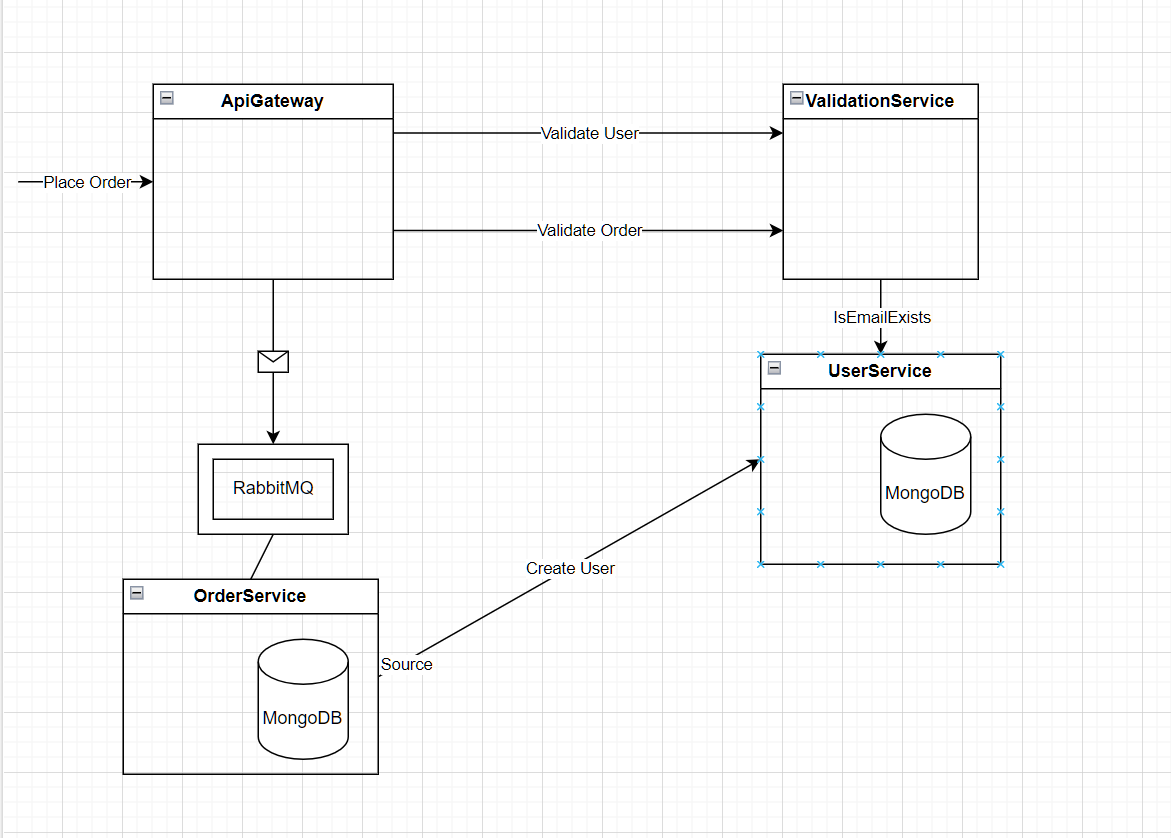 ApiGateway
ValidationService
Validate User
Place Order
Validate Order
IsEmailExists
UserService
RabbitMQ
MongoDB
Create User
OrderService
Source
MongoDB